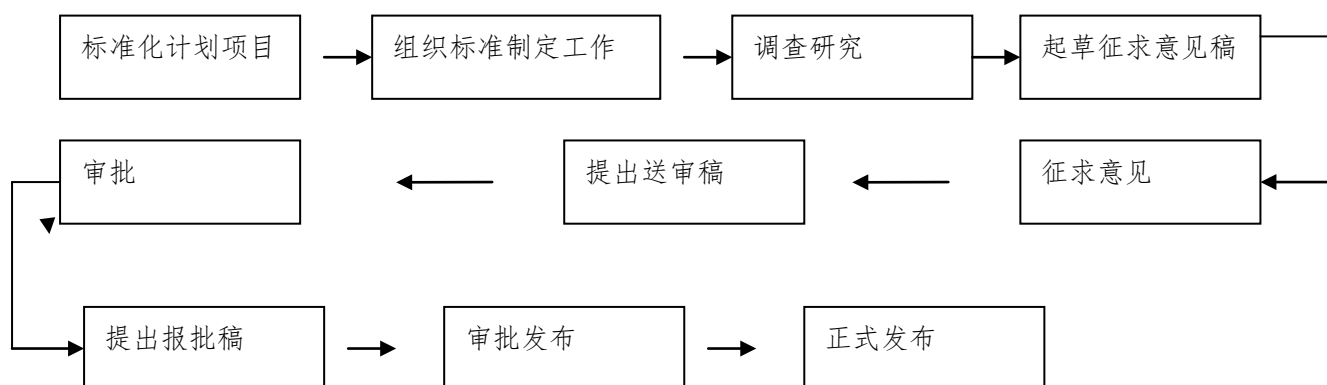 标准化计划项目
组织标准制定工作
调查研究
起草征求意见稿
征求意见
提出送审稿
审批
提出报批稿
审批发布
正式发布